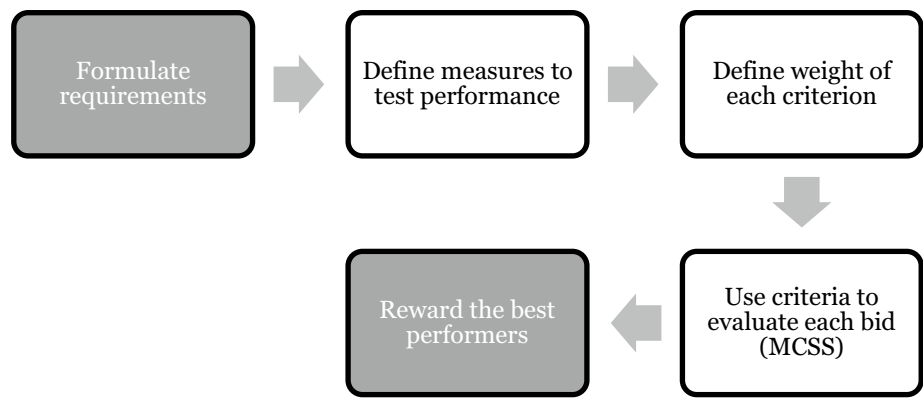 Formulate
requirements
Define measures to
test performance
Define weight of
each criterion
Use criteria to
evaluate each bid
(MCSS)
Reward the best
performers